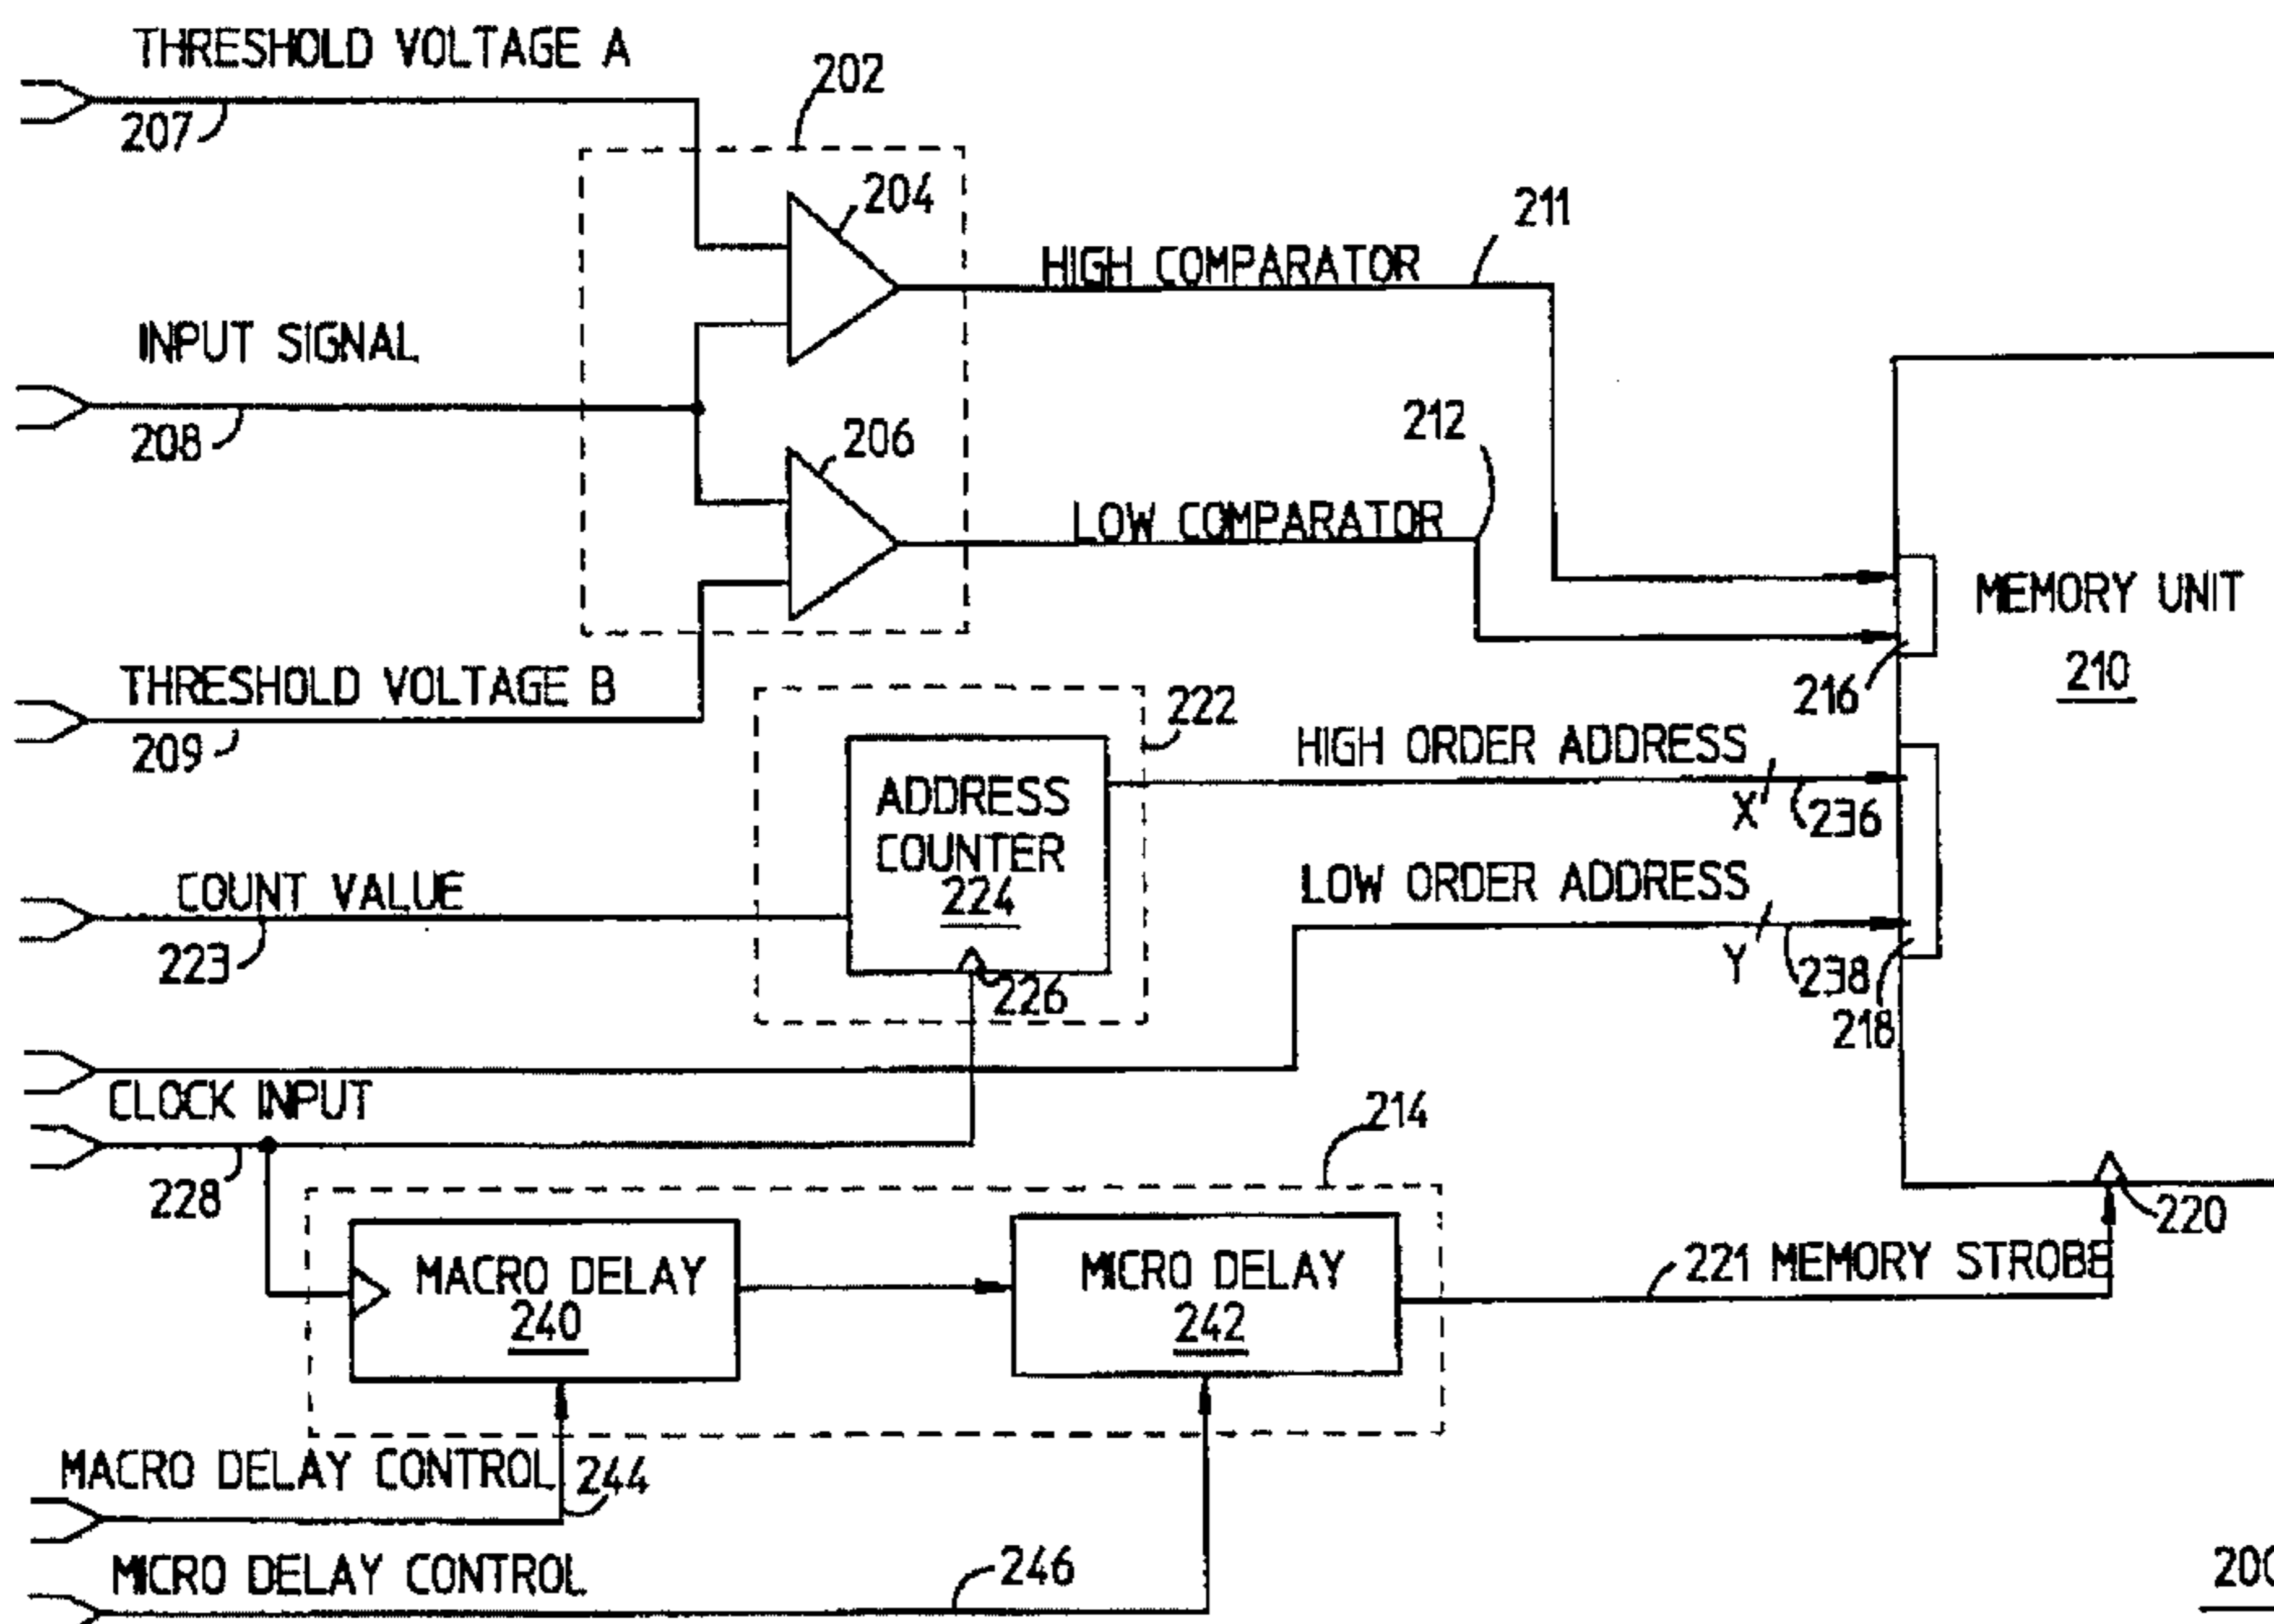 THRESHOLD VOLTAGE A
202
207
204
211
HIGH COMPARATOR
INPUT SIGNAL
208
206
212
LOW COMPARATOR
MEMORY UNIT
210
216
THRESHOLD VOLTAGE B
209
222
HIGH ORDER ADDRESS
X
236
ADDRESS
COUNTER
224
226
LOW ORDER ADDRESS
Y
238
218
COUNT VALUE
223
CLOCK INPUT
228
214
220
MACRO DELAY
240
MICRO DELAY
242
221 MEMORY STROBE
MACRO DELAY CONTROL
244
MICRO DELAY CONTROL
246
200